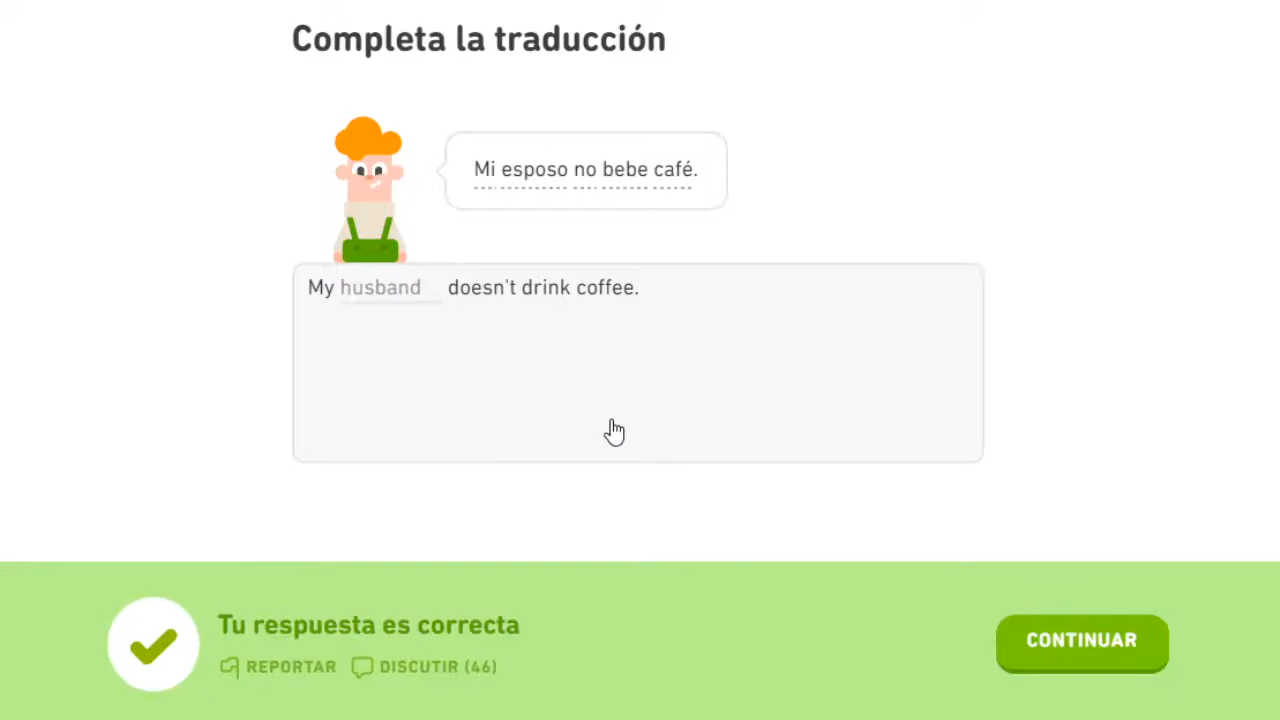 Completa la traducción
Mi esposo no bebe café.
My husband doesn't drink coffee.
Tu respuesta es correcta
REPORTAR DISCUTIR (46)
CONTINUAR